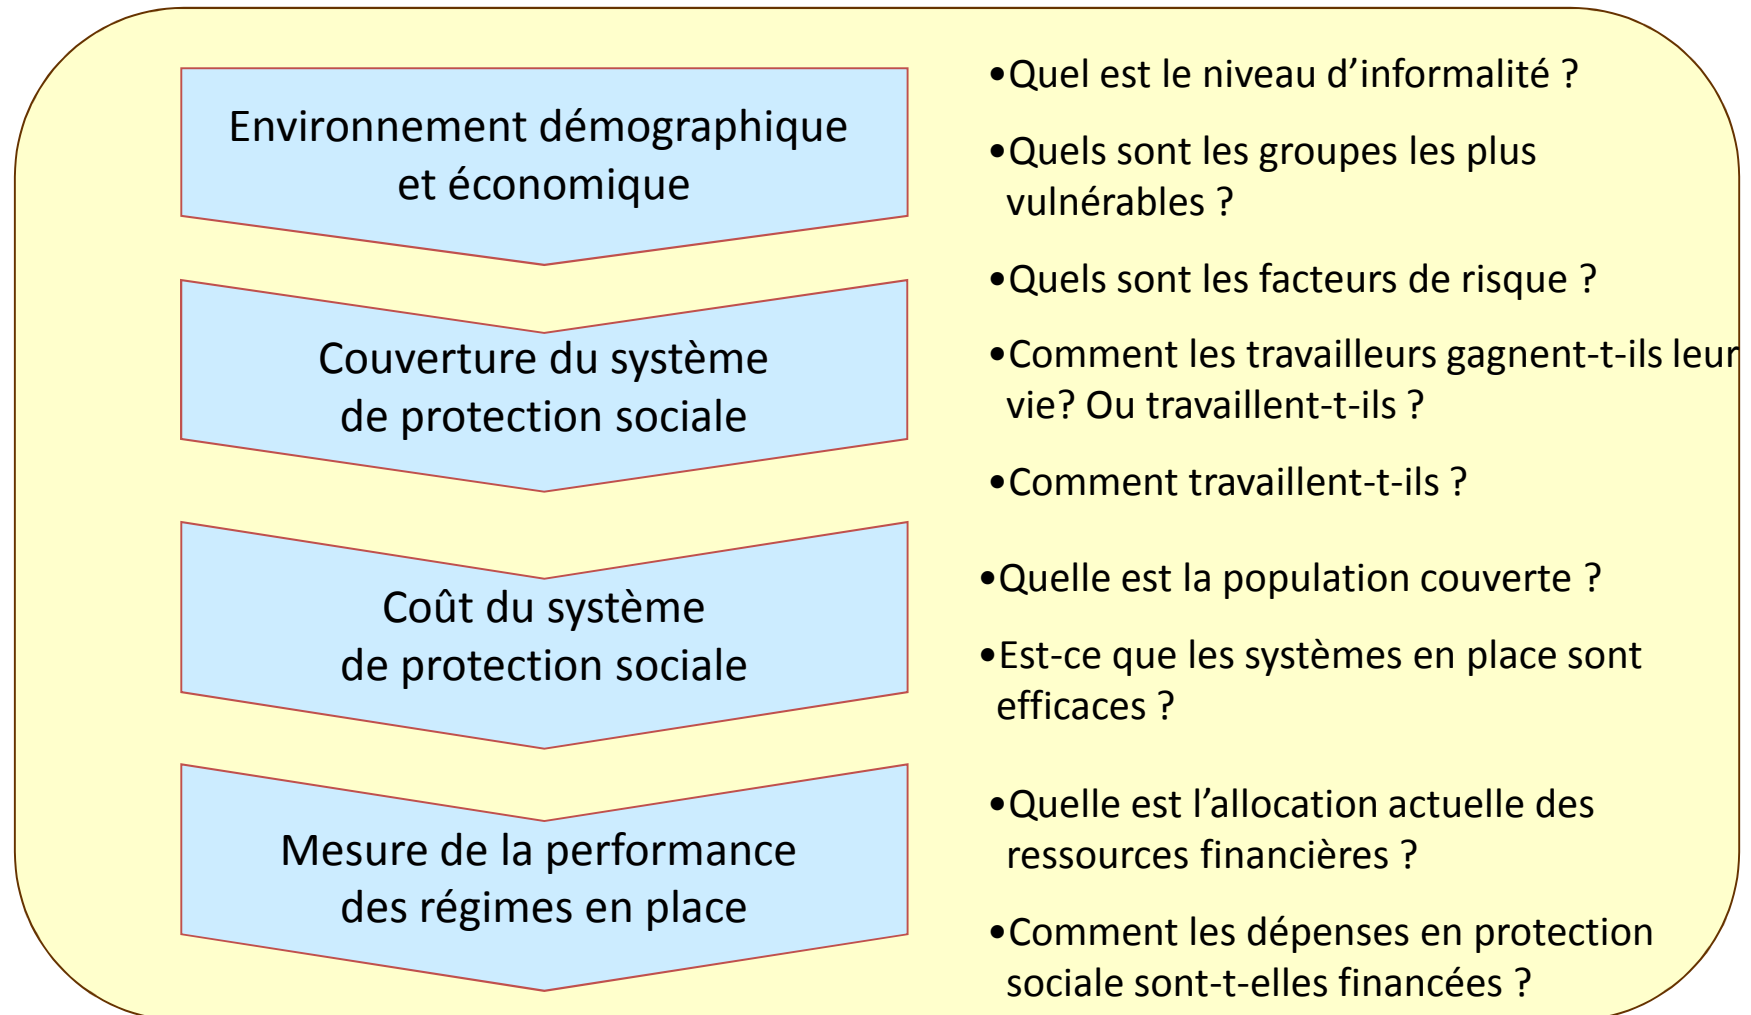 Environnement démographique
et économique
Couverture du système
de protection sociale
Coût du système
de protection sociale
Mesure de la performance
des régimes en place
•Quel est le niveau d’informalité ?
•Quels sont les groupes les plus
vulnérables ?
•Quels sont les facteurs de risque ?
•Comment les travailleurs gagnent-t-ils leur
vie? Ou travaillent-t-ils ?
•Comment travaillent-t-ils ?
•Quelle est la population couverte ?
•Est-ce que les systèmes en place sont
efficaces ?
•Quelle est l’allocation actuelle des
ressources financières ?
•Comment les dépenses en protection
sociale sont-t-elles financées ?